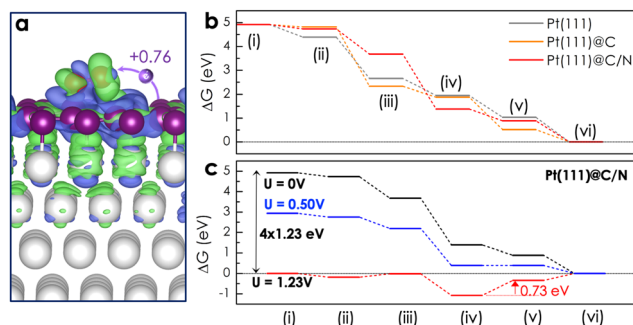 a
+0.76
b
ΔG (eV)
5
4
3
2
1
0
(i)
(ii)
(iii)
(iv)
(v)
(vi)
Pt(111)
Pt(111)@C
Pt(111)@C/N
c
ΔG (eV)
5
4
3
2
1
0
-1
Pt(111)@C/N
U = 0V
U = 0.50V
4x1.23 eV
U = 1.23V
0.73 eV
(i)
(ii)
(iii)
(iv)
(v)
(vi)